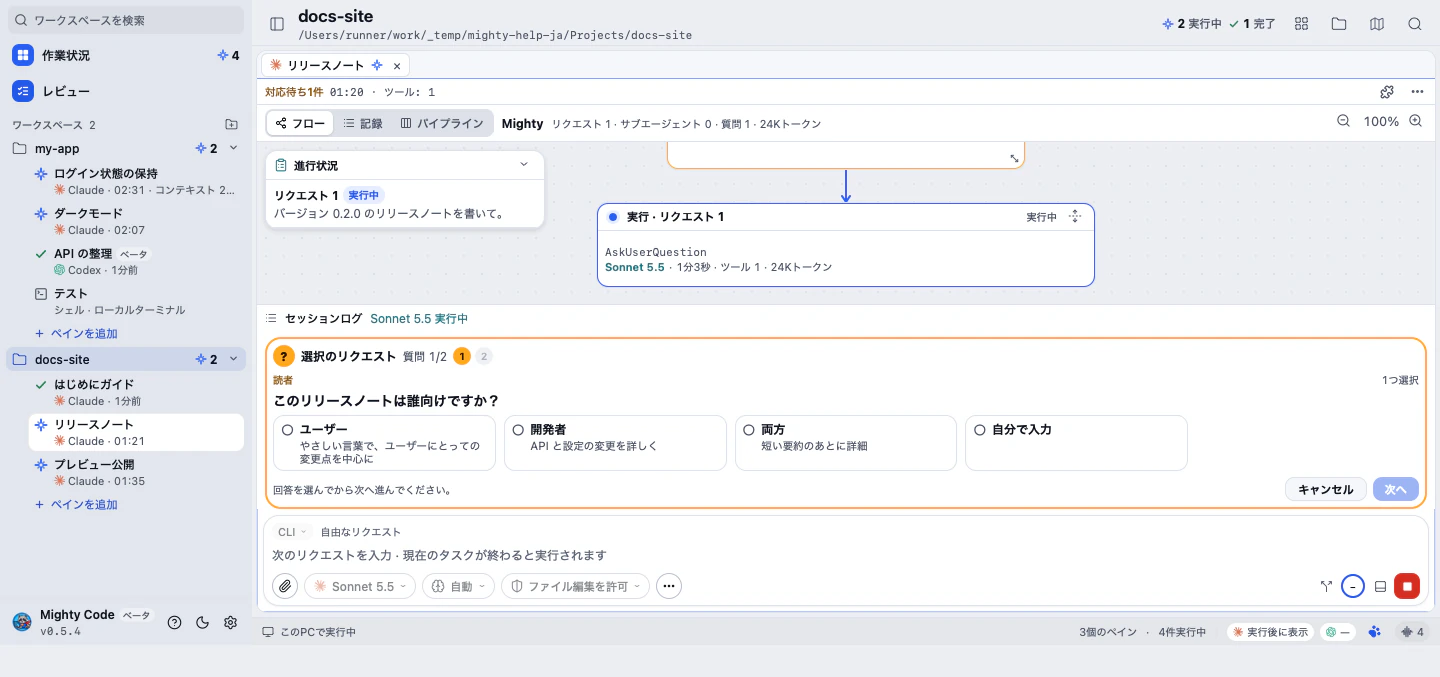 ワークスペースを検索
作業状況 4
レビュー
ワークスペース 2
my-app 2
ログイン状態の保持
Claude · 02:31 · コンテキスト 2...
ダークモード
Claude · 02:07
API の整理 ベータ
Codex · 1分前
テスト
シェル · ローカルターミナル
+ ペインを追加
docs-site 2
はじめにガイド
Claude · 1分前
リリースノート
Claude · 01:21
プレビュー公開
Claude · 01:35
+ ペインを追加
Mighty Code ベータ
v0.5.4
docs-site
/Users/runner/work/_temp/mighty-help-ja/Projects/docs-site
2 実行中 1 完了
リリースノート
対応待ち1件 01:20 · ツール: 1
フロー 記録 パイプライン Mighty リクエスト 1 · サブエージェント 0 · 質問 1 · 24Kトークン
100%
進行状況
リクエスト 1 実行中
バージョン 0.2.0 のリリースノートを書いて。
実行 · リクエスト 1 実行中
AskUserQuestion
Sonnet 5.5 · 1分3秒 · ツール 1 · 24Kトークン
セッションログ Sonnet 5.5 実行中
? 選択のリクエスト 質問 1/2 1 2
読者 1つ選択
このリリースノートは誰向けですか？
ユーザー
やさしい言葉で、ユーザーにとっての
変更点を中心に
開発者
API と設定の変更を詳しく
両方
短い要約のあとに詳細
自分で入力
回答を選んでから次へ進んでください。
キャンセル 次へ
CLI 自由なリクエスト
次のリクエストを入力 · 現在のタスクが終わると実行されます
Sonnet 5.5 自動 ファイル編集を許可
このPCで実行中
3個のペイン · 4件実行中 実行後に表示 — 4